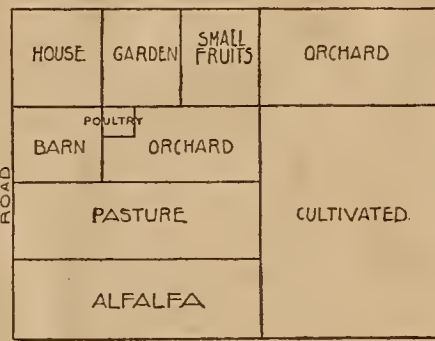 HOUSE
GARDEN
SMALL
FRUITS
ORCHARD
POULTRY
BARN
ORCHARD
ROAD
PASTURE
CULTIVATED.
ALFALFA